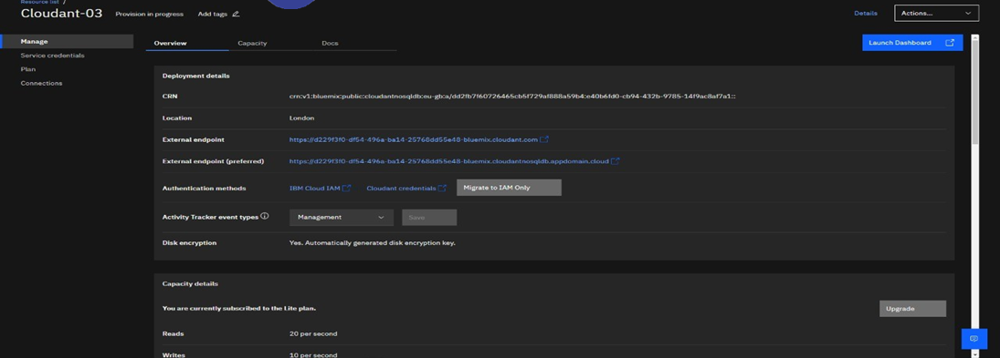 Resource list /
Cloudant-03 Provision in progress Add tags Details Actions...
Manage
Service credentials
Plan
Connections
Overview Capacity Docs Launch Dashboard
Deployment details
CRN crn:v1:bluemix:public:cloudantnosqldb:eu-gb:a/dd2fb7f60726465cb5f729af888a59b4:e40b6fd0-cb94-432b-9785-14f9ac8af7a1::
Location London
External endpoint https://d229f3f0-df54-496a-ba14-25768dd55e48-bluemix.cloudant.com
External endpoint (preferred) https://d229f3f0-df54-496a-ba14-25768dd55e48-bluemix.cloudantnosqldb.appdomain.cloud
Authentication methods IBM Cloud IAM Cloudant credentials Migrate to IAM Only
Activity Tracker event types Management Save
Disk encryption Yes. Automatically generated disk encryption key.
Capacity details
You are currently subscribed to the Lite plan. Upgrade
Reads 20 per second
Writes 10 per second